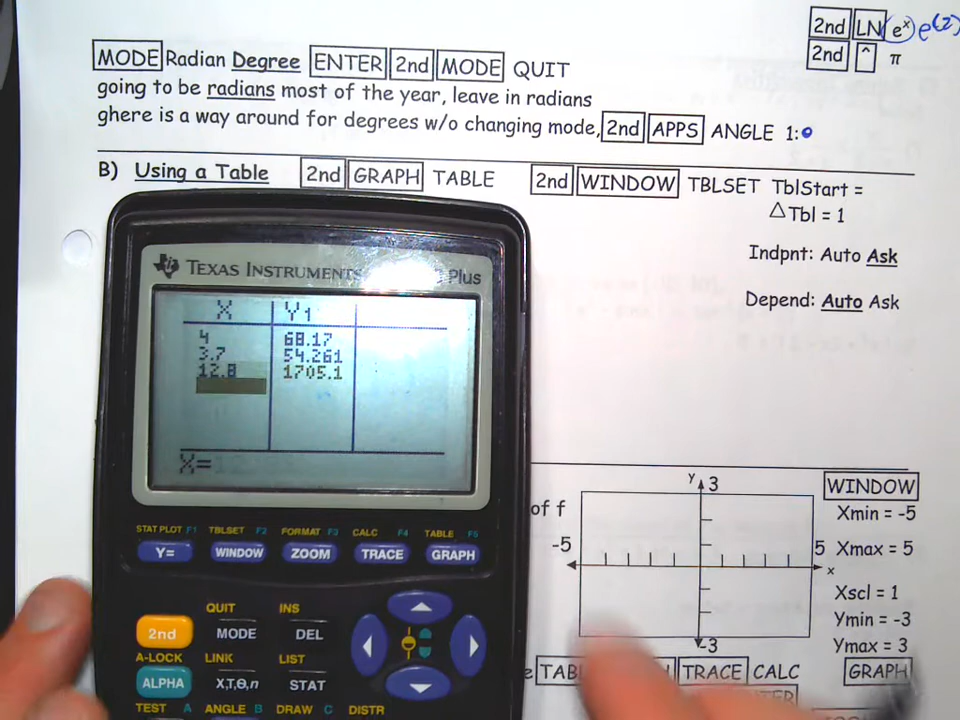 2nd LN eˣ e^(2)
2nd ^ π
MODE Radian Degree ENTER 2nd MODE QUIT
going to be radians most of the year, leave in radians
ghere is a way around for degrees w/o changing mode, 2nd APPS ANGLE 1:
B) Using a Table 2nd GRAPH TABLE 2nd WINDOW TBLSET TblStart =
△Tbl = 1
Indpnt: Auto Ask
Depend: Auto Ask
TEXAS INSTRUMENTS Plus
X Y₁
4 68.17
3.7 54.261
12.8 1705.1
X=
of f
y 3
-5 5 x
-3
WINDOW
Xmin = -5
Xmax = 5
Xscl = 1
Ymin = -3
Ymax = 3
TRACE CALC GRAPH
STAT PLOT F1 TBLSET F2 FORMAT F3 CALC F4 TABLE F5
Y= WINDOW ZOOM TRACE GRAPH
QUIT INS
2nd MODE DEL
A-LOCK LINK LIST
ALPHA X,T,Θ,n STAT
TEST A ANGLE B DRAW C DISTR